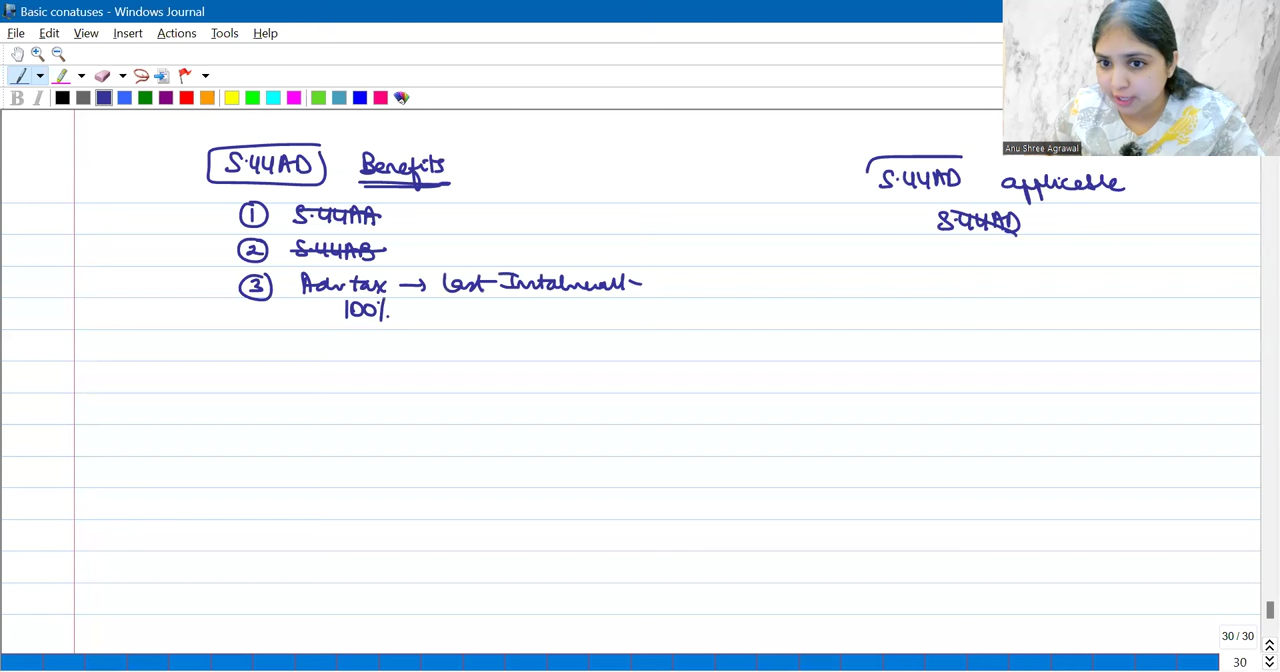 Basic conatuses - Windows Journal
File Edit View Insert Actions Tools Help
B I
Anu Shree Agrawal
S.44AD Benefits
① S.44AA
② S.44AB
③ Adv tax → Last Instalment
100%
S.44AD applicable
S.44AD
30 / 30
30